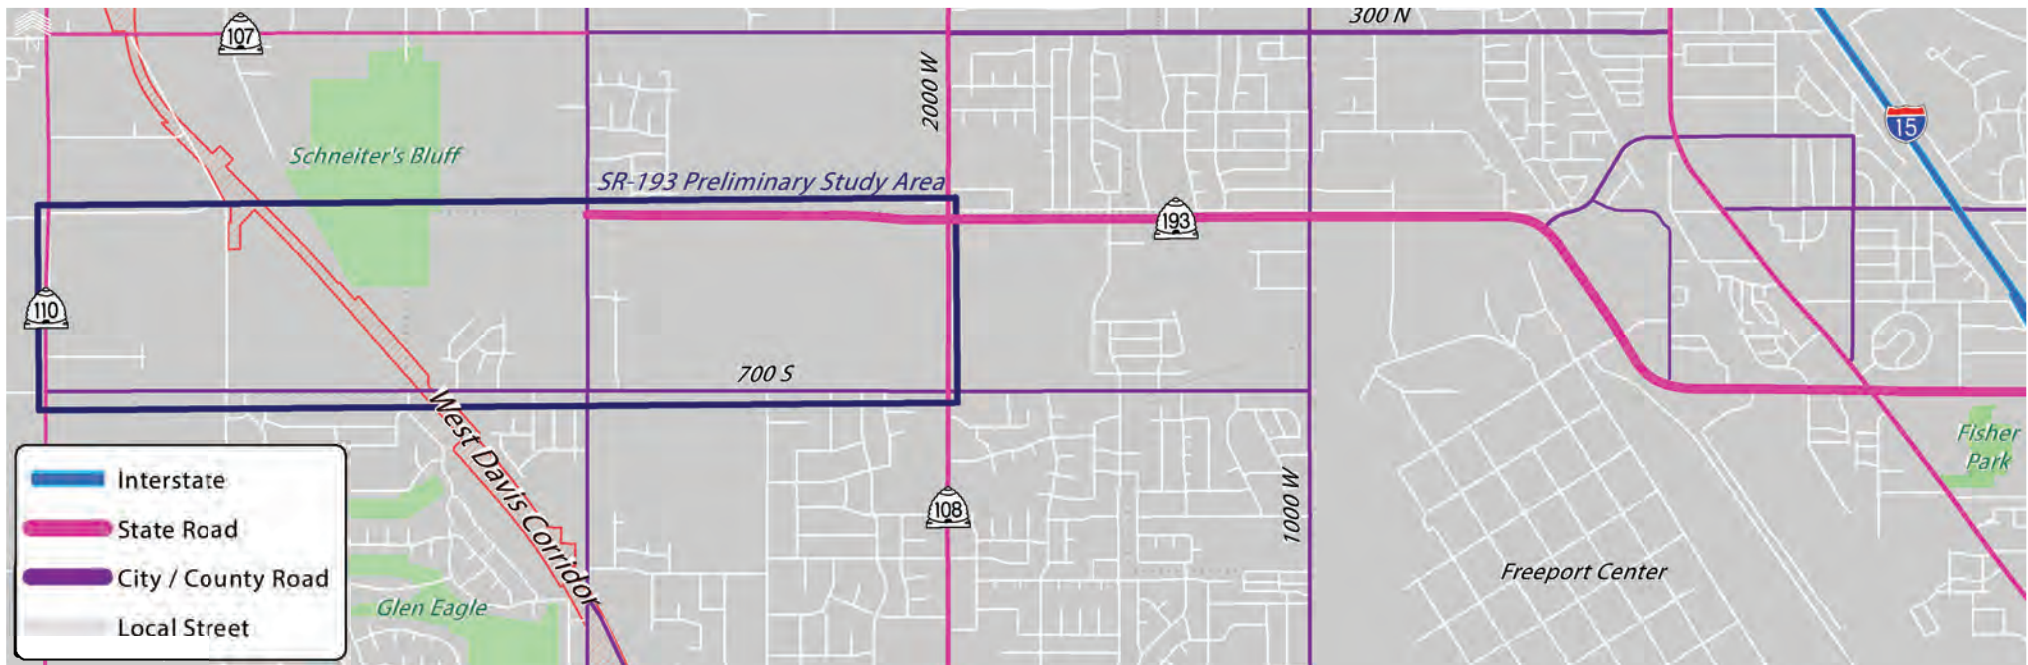 300 N
107
2000 W
15
Schneiter's Bluff
SR-193 Preliminary Study Area
193
110
700 S
West Davis Corridor
Fisher
Park
Interstate
State Road
City / County Road
Local Street
108
1000 W
Freeport Center
Glen Eagle